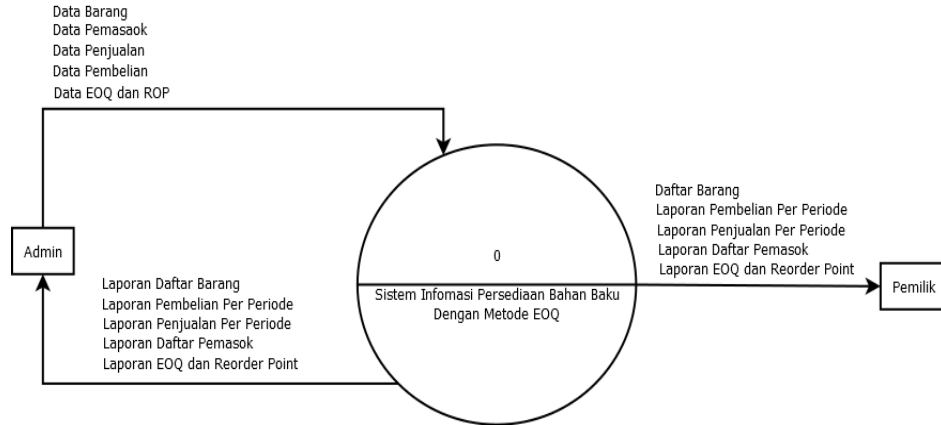 Data Barang
Data Pemasaok
Data Penjualan
Data Pembelian
Data EOQ dan ROP
Admin
Laporan Daftar Barang
Laporan Pembelian Per Periode
Laporan Penjualan Per Periode
Laporan Daftar Pemasok
Laporan EOQ dan Reorder Point
0
Sistem Infomasi Persediaan Bahan Baku
Dengan Metode EOQ
Daftar Barang
Laporan Pembelian Per Periode
Laporan Penjualan Per Periode
Laporan Daftar Pemasok
Laporan EOQ dan Reorder Point
Pemilik